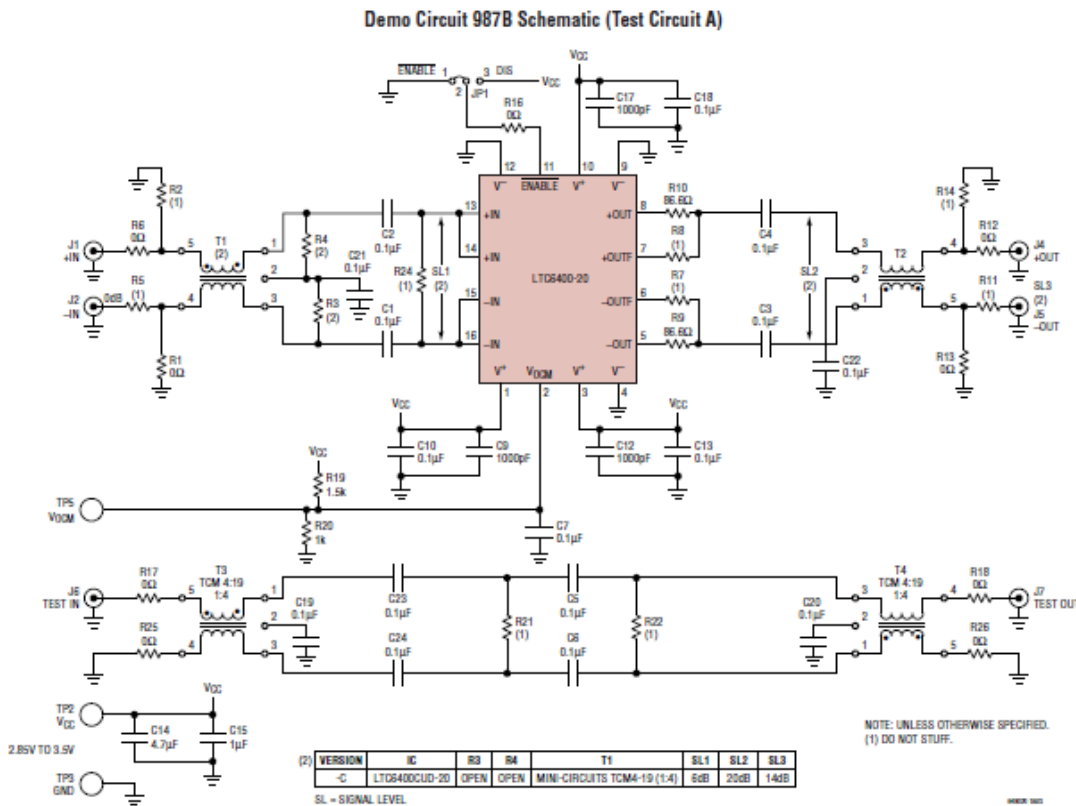 Demo Circuit 987B Schematic (Test Circuit A)
VCC
ENABLE 1 3 DIS
VCC
2 JP1
R16
0Ω
C17
1000pF
C18
0.1µF
12 11 10 9
V− ENABLE V+ V−
R2
(1)
R6
0Ω
J1
+IN
R5
(1)
J2
−IN
0dB
R1
0Ω
5 T1
(2)
4
1
2
3
R4
(2)
R3
(2)
C21
0.1µF
C2
0.1µF
C1
0.1µF
R24
(1)
SL1
(2)
13 +IN
14 +IN
15 −IN
16 −IN
LTC6400-20
+OUT 8
+OUTF 7
−OUTF 6
−OUT 5
R10
86.6Ω
R8
(1)
R7
(1)
R9
86.6Ω
C4
0.1µF
C3
0.1µF
SL2
(2)
C22
0.1µF
3
2
1
T2
4
5
R14
(1)
R12
0Ω
J4
+OUT
R11
(1)
SL3
(2)
J5
−OUT
R13
0Ω
V+ VOCM V+ V−
1 2 3 4
VCC
C10
0.1µF
C9
1000pF
C12
1000pF
VCC
C13
0.1µF
VCC
R19
1.5k
TP5
VOCM
R20
1k
C7
0.1µF
J6
TEST IN
R17
0Ω
R25
0Ω
T3
TCM 4:19
1:4
5
4
1
2
3
C19
0.1µF
C23
0.1µF
C24
0.1µF
R21
(1)
C5
0.1µF
C6
0.1µF
R22
(1)
C20
0.1µF
3
2
1
T4
TCM 4:19
1:4
4
5
R18
0Ω
J7
TEST OUT
R26
0Ω
TP2
VCC
2.85V TO 3.5V
TP3
GND
VCC
C14
4.7µF
C15
1µF
NOTE: UNLESS OTHERWISE SPECIFIED.
(1) DO NOT STUFF.
(2) VERSION IC R3 R4 T1 SL1 SL2 SL3
-C LTC6400CUD-20 OPEN OPEN MINI-CIRCUITS TCM4-19 (1:4) 6dB 20dB 14dB
SL = SIGNAL LEVEL